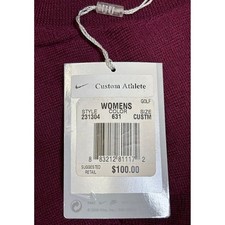 Custom Athlete
GOLF
WOMENS
STYLE COLOR SIZE
231304 631 CUSTM
8 83212 81117 2
SUGGESTED
RETAIL $100.00